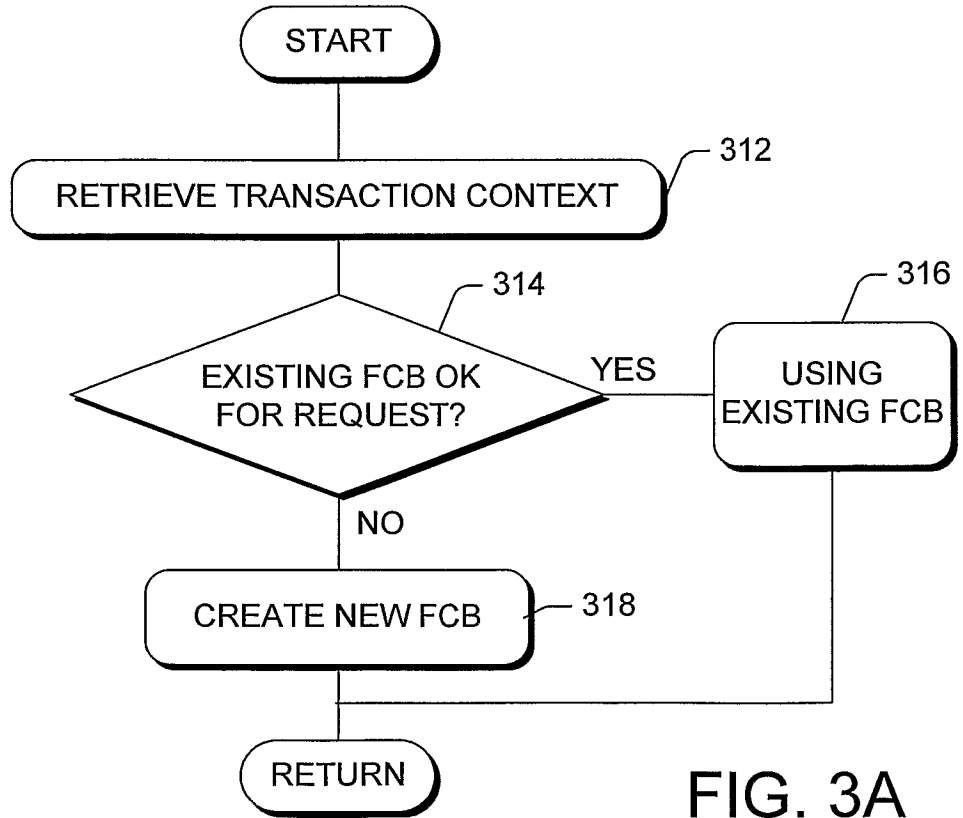 START
312
RETRIEVE TRANSACTION CONTEXT
314
316
EXISTING FCB OK
FOR REQUEST?
YES
USING
EXISTING FCB
NO
CREATE NEW FCB
318
RETURN
FIG. 3A